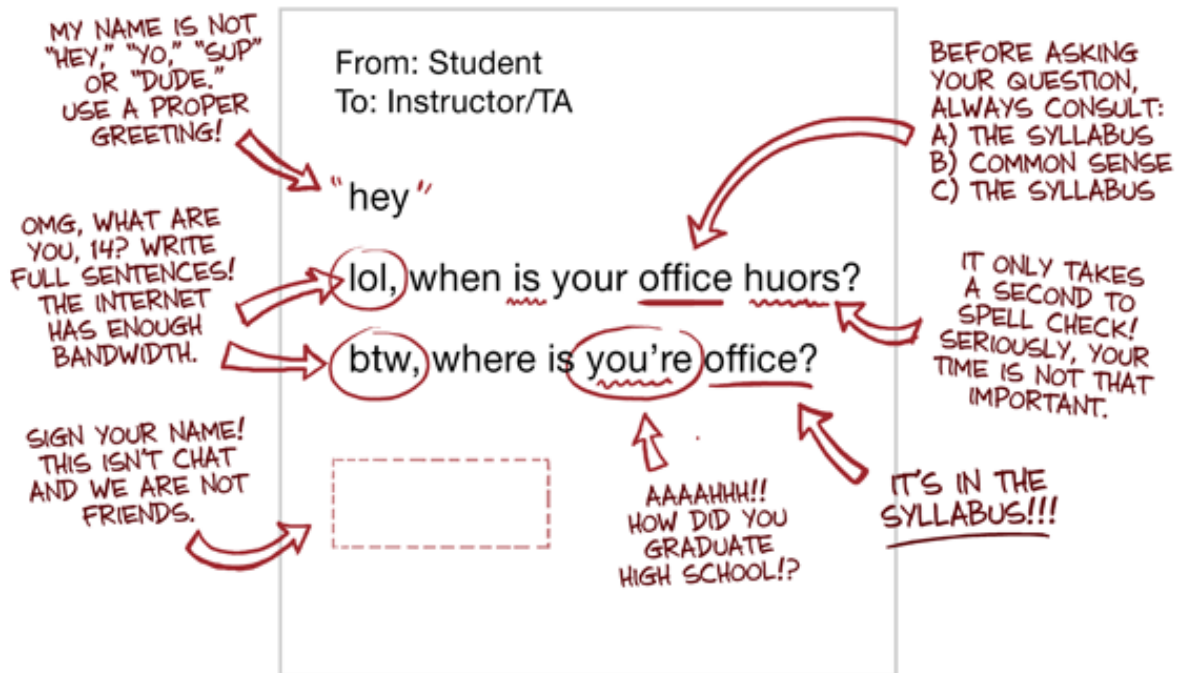 MY NAME IS NOT
"HEY," "YO," "SUP"
OR "DUDE."
USE A PROPER
GREETING!
From: Student
To: Instructor/TA
BEFORE ASKING
YOUR QUESTION,
ALWAYS CONSULT:
A) THE SYLLABUS
B) COMMON SENSE
C) THE SYLLABUS
"hey"
OMG, WHAT ARE
YOU, 14? WRITE
FULL SENTENCES!
THE INTERNET
HAS ENOUGH
BANDWIDTH.
lol, when is your office huors?
btw, where is you're office?
IT ONLY TAKES
A SECOND TO
SPELL CHECK!
SERIOUSLY, YOUR
TIME IS NOT THAT
IMPORTANT.
SIGN YOUR NAME!
THIS ISN'T CHAT
AND WE ARE NOT
FRIENDS.
AAAAHHH!!
HOW DID YOU
GRADUATE
HIGH SCHOOL!?
IT'S IN THE
SYLLABUS!!!